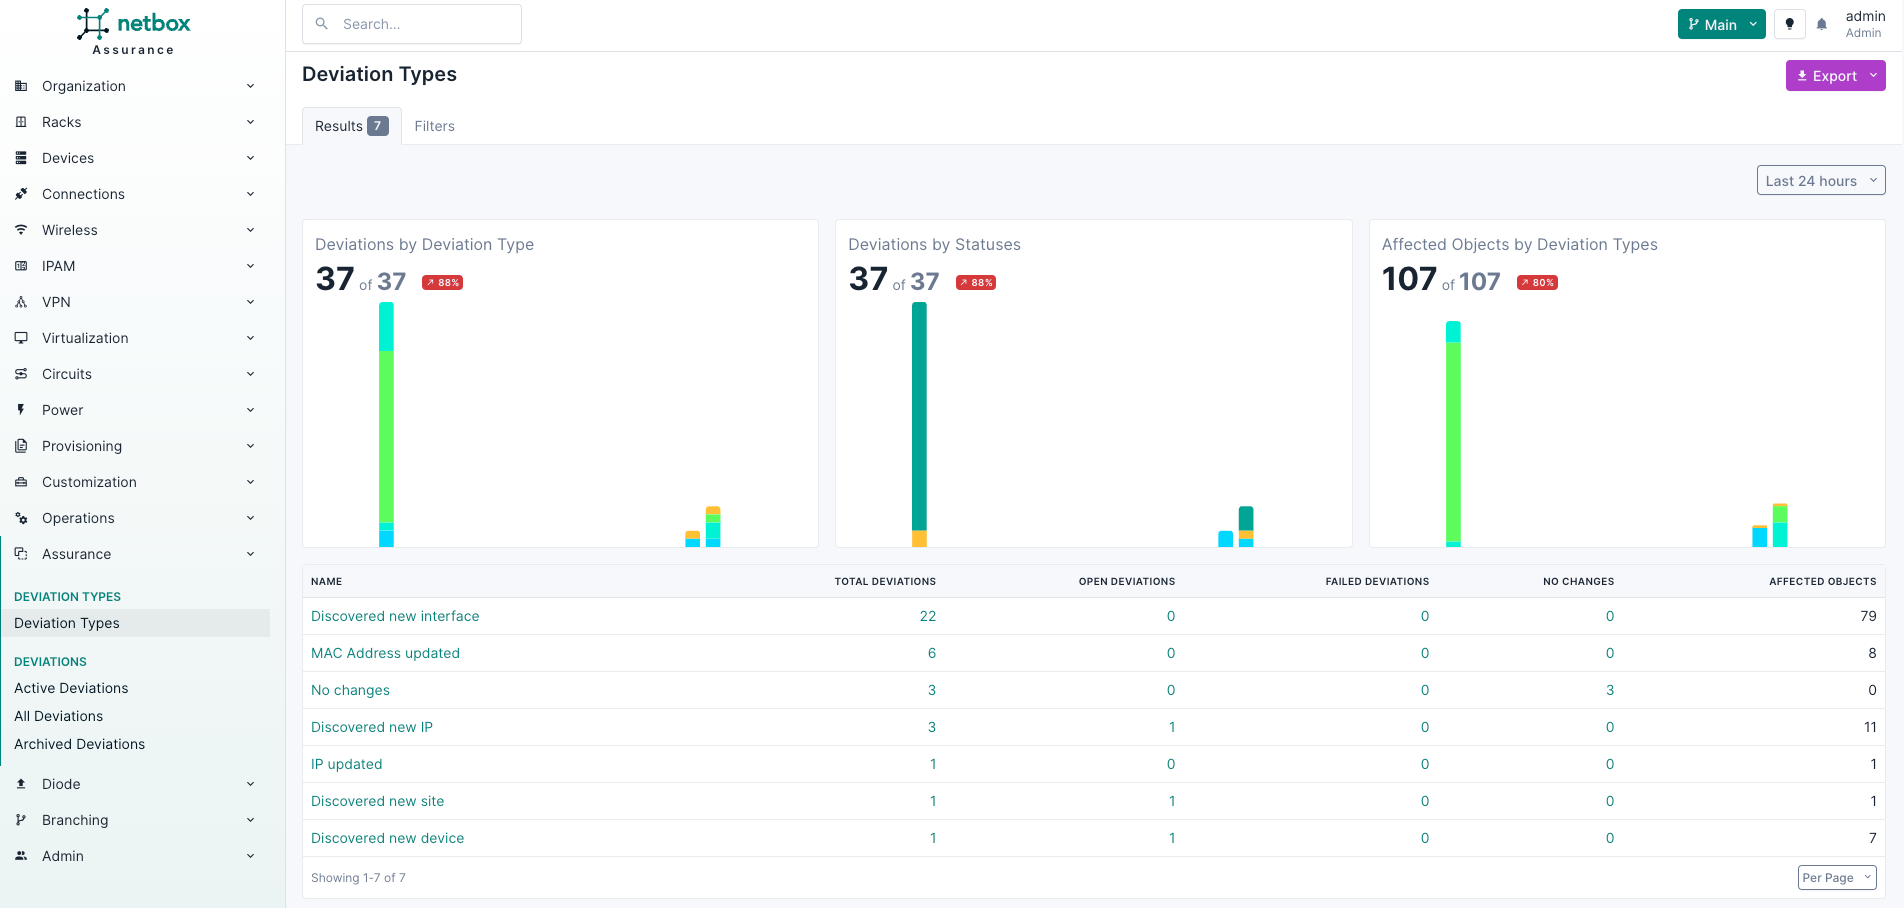 netbox
Assurance
Organization
Racks
Devices
Connections
Wireless
IPAM
VPN
Virtualization
Circuits
Power
Provisioning
Customization
Operations
Assurance
DEVIATION TYPES
Deviation Types
DEVIATIONS
Active Deviations
All Deviations
Archived Deviations
Diode
Branching
Admin
Search...
Main
admin
Admin
Deviation Types
Export
Results 7 Filters
Last 24 hours
Deviations by Deviation Type
37 of 37 88%
Deviations by Statuses
37 of 37 88%
Affected Objects by Deviation Types
107 of 107 80%
NAME TOTAL DEVIATIONS OPEN DEVIATIONS FAILED DEVIATIONS NO CHANGES AFFECTED OBJECTS
Discovered new interface 22 0 0 0 79
MAC Address updated 6 0 0 0 8
No changes 3 0 0 3 0
Discovered new IP 3 1 0 0 11
IP updated 1 0 0 0 1
Discovered new site 1 1 0 0 1
Discovered new device 1 1 0 0 7
Showing 1-7 of 7
Per Page